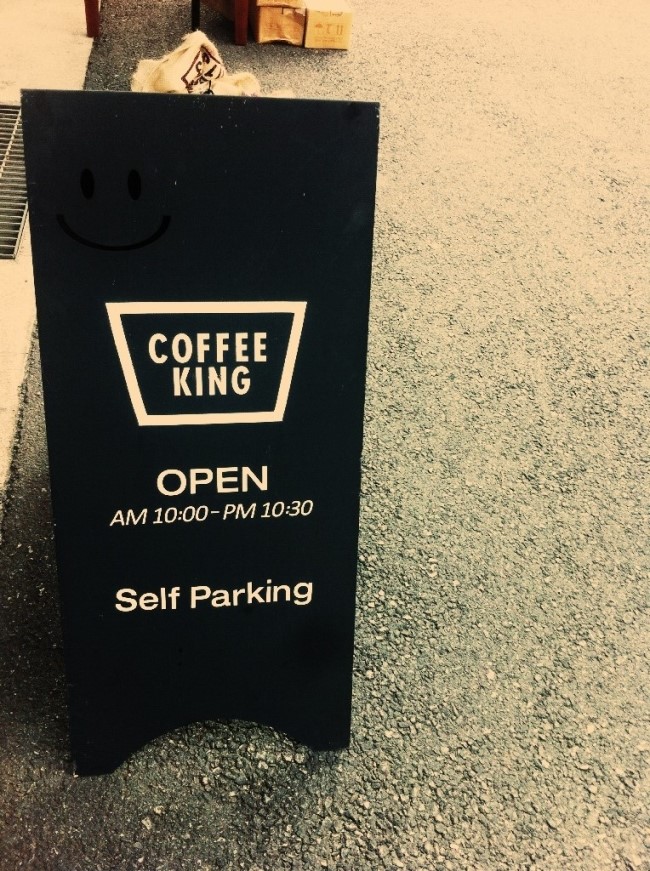 COFFEE
KING
OPEN
AM 10:00-PM 10:30
Self Parking